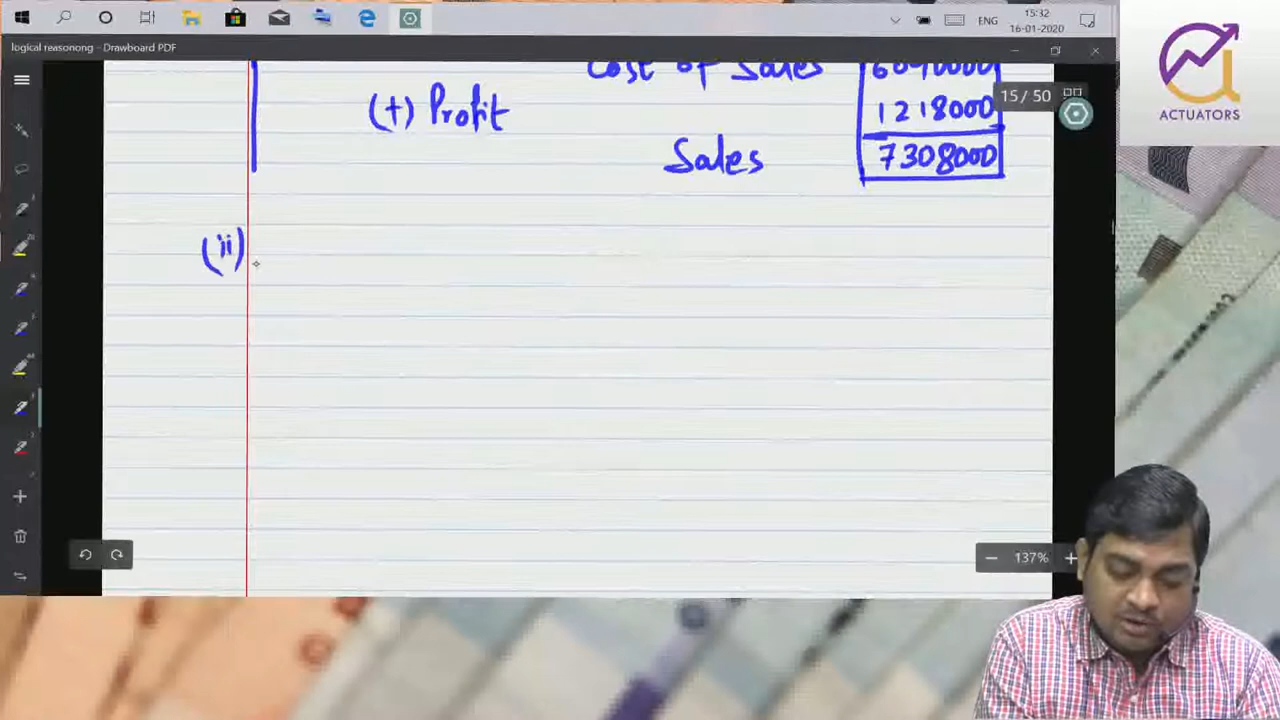 15:32
ENG
16-01-2020
logical reasonong - Drawboard PDF
Cost of Sales 6090000
(+) Profit 1218000
15 / 50
Sales 7308000
(ii)
137%
ACTUATORS